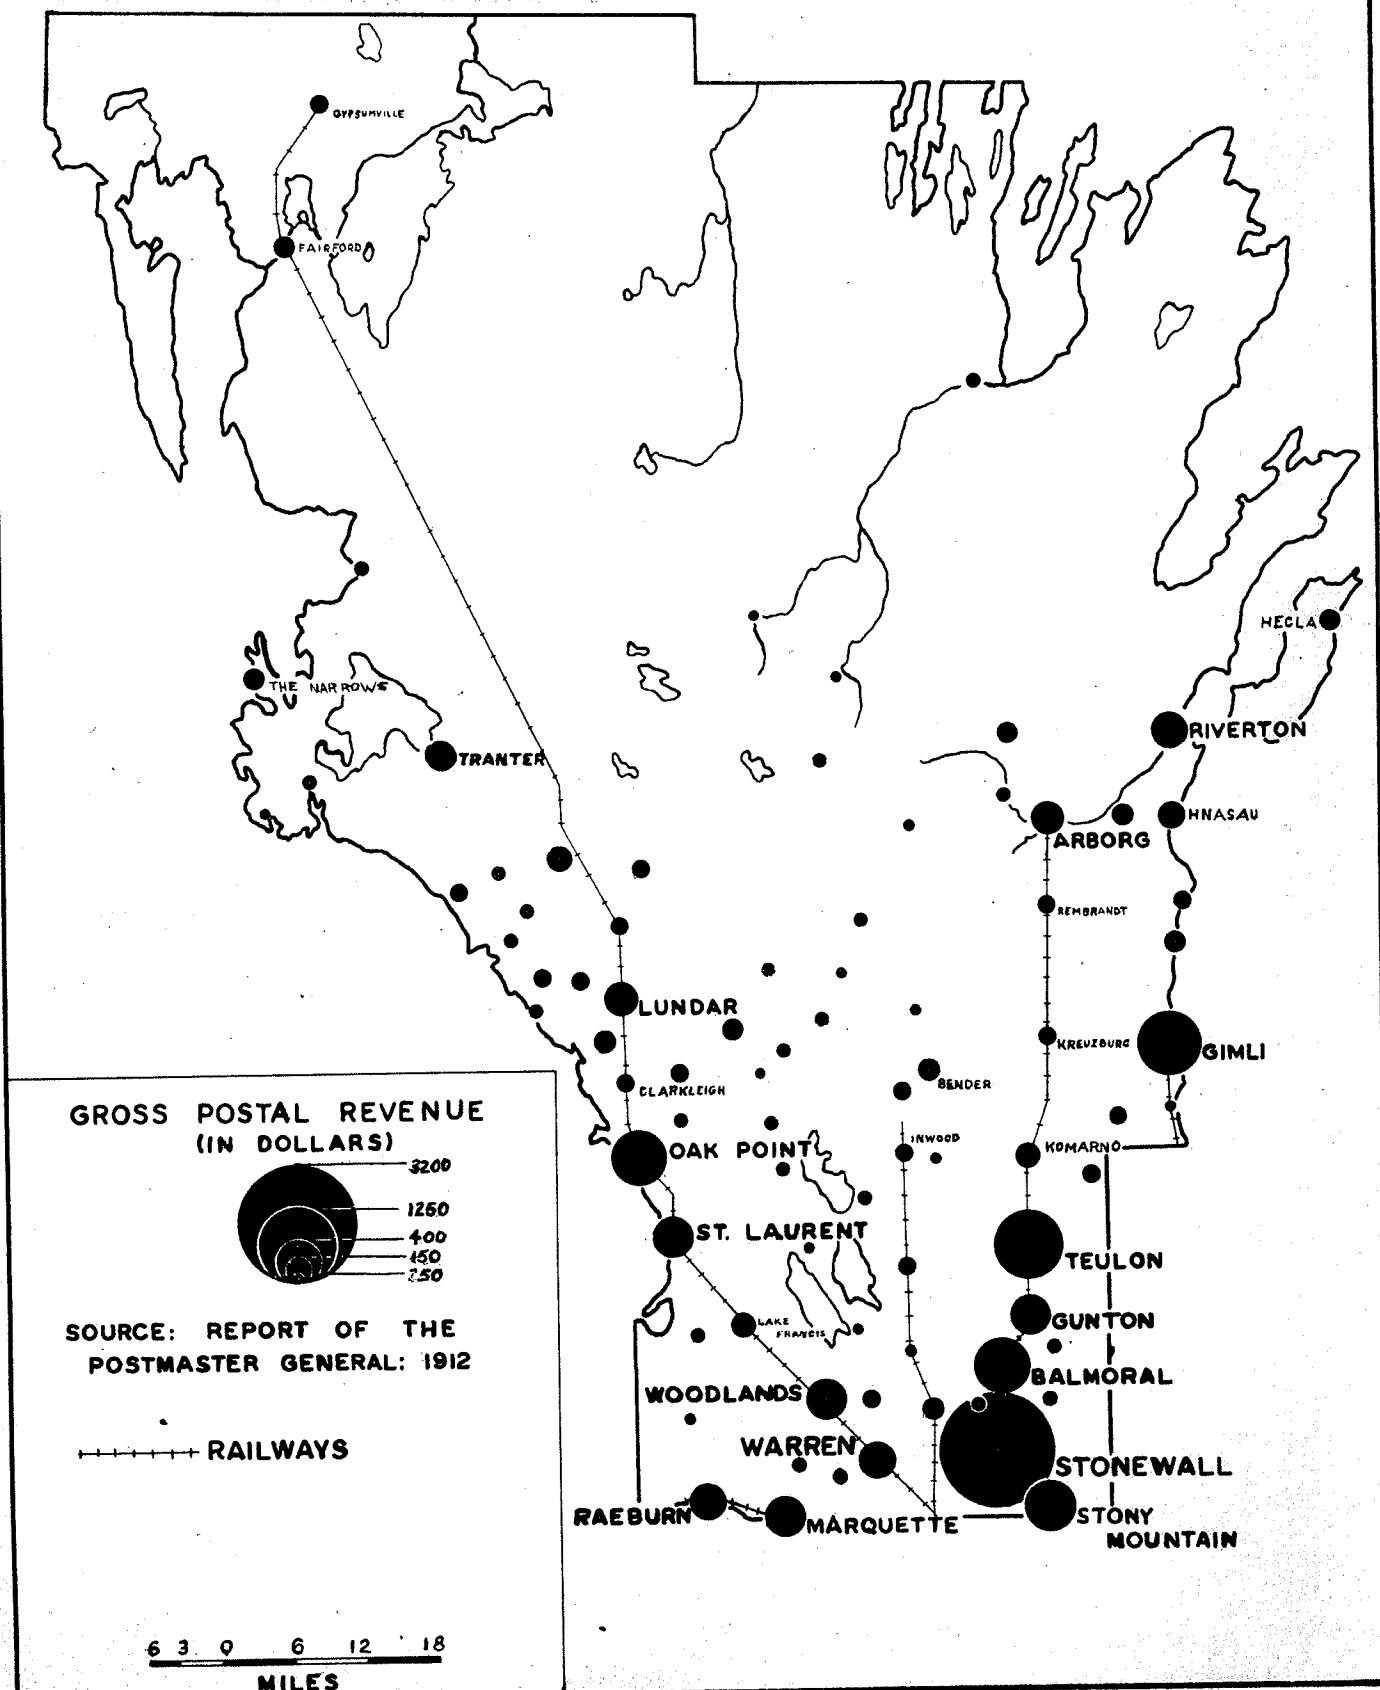 GYPSUMVILLE
FAIRFORD
HECLA
THE NARROWS
RIVERTON
TRANTER
HNASAU
ARBORG
REMBRANDT
LUNDAR
KREUZBURG
GIMLI
BENDER
CLARKLEIGH
INWOOD
KOMARNO
OAK POINT
ST. LAURENT
TEULON
LAKE
FRANCIS
GUNTON
BALMORAL
WOODLANDS
WARREN
STONEWALL
RAEBURN
MARQUETTE
STONY
MOUNTAIN
GROSS POSTAL REVENUE
(IN DOLLARS)
3200
1250
400
150
SOURCE: REPORT OF THE
POSTMASTER GENERAL: 1912
RAILWAYS
6 3 0 6 12 18
MILES